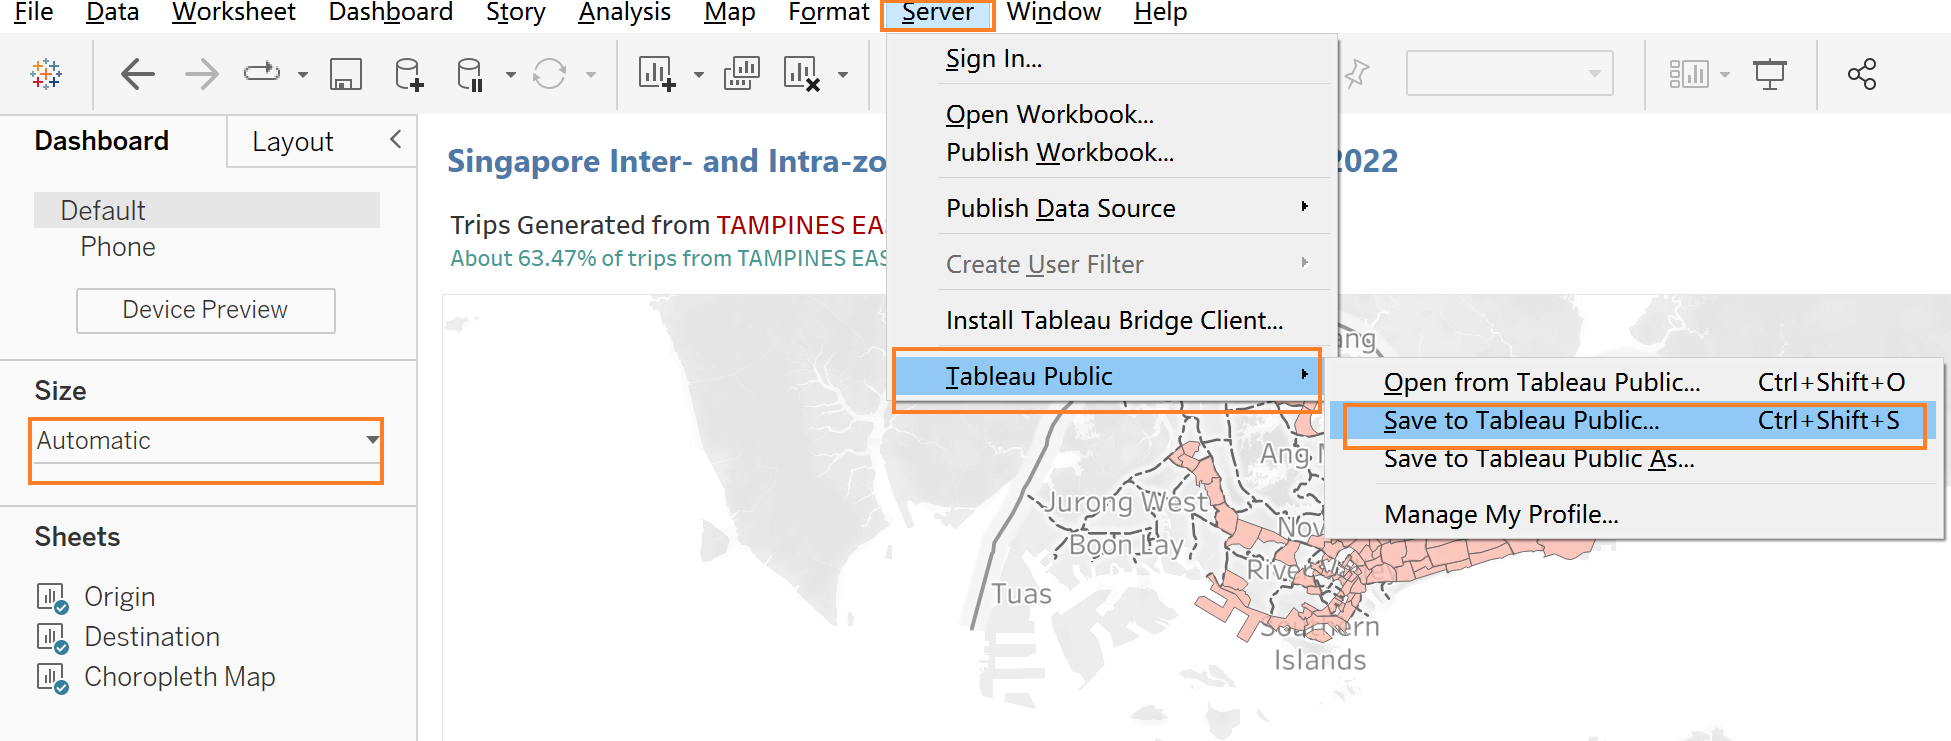 File Data Worksheet Dashboard Story Analysis Map Format Server Window Help
Dashboard Layout
Default
Phone
Device Preview
Size
Automatic
Sheets
Origin
Destination
Choropleth Map
Singapore Inter- and Intra-zo 2022
Trips Generated from TAMPINES EAS
About 63.47% of trips from TAMPINES EAS
Sign In...
Open Workbook...
Publish Workbook...
Publish Data Source
Create User Filter
Install Tableau Bridge Client...
Tableau Public
Open from Tableau Public... Ctrl+Shift+O
Save to Tableau Public... Ctrl+Shift+S
Save to Tableau Public As...
Manage My Profile...
ang
Ang
Jurong West
Nov
Boon Lay
River
Tuas
Southern
Islands